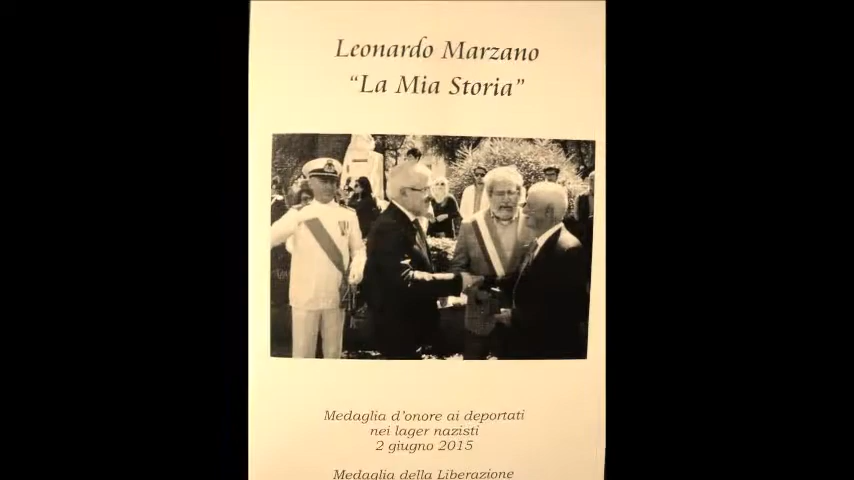 Leonardo Marzano
“La Mia Storia”
Medaglia d’onore ai deportati
nei lager nazisti
2 giugno 2015
Medaglia della Liberazione